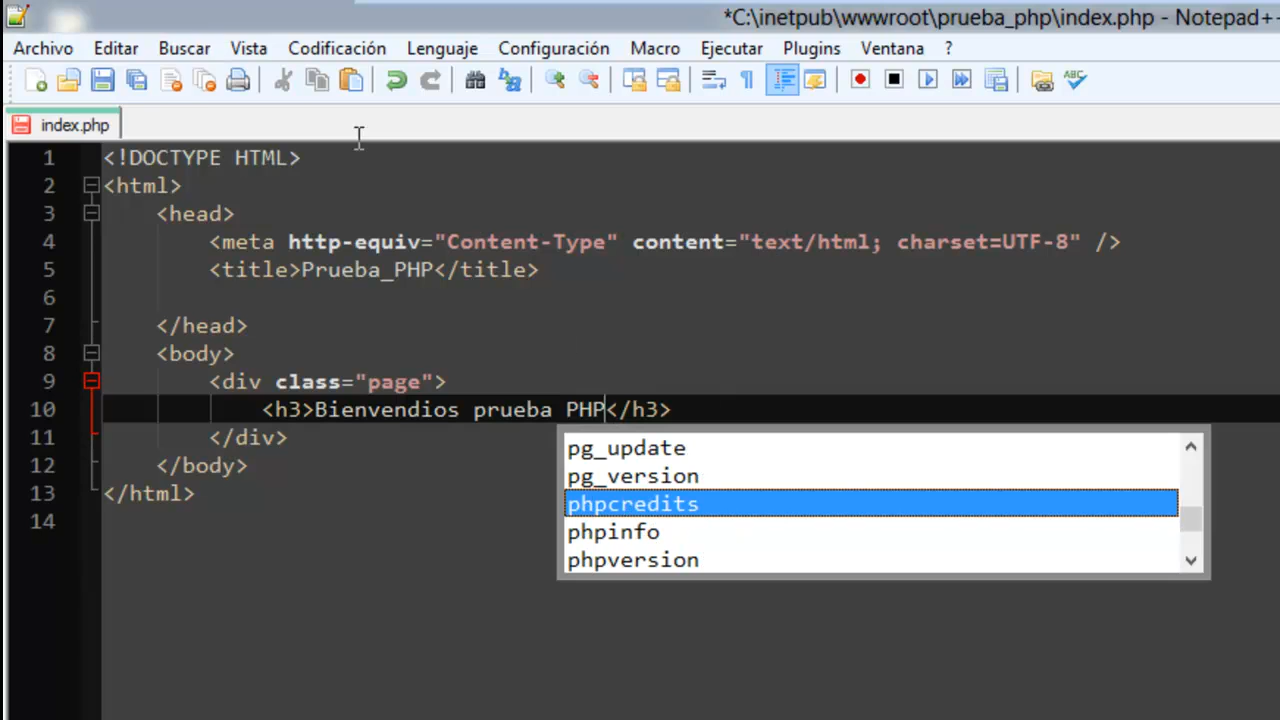 *C:\inetpub\wwwroot\prueba_php\index.php - Notepad++
Archivo Editar Buscar Vista Codificación Lenguaje Configuración Macro Ejecutar Plugins Ventana ?
index.php
1 <!DOCTYPE HTML>
2 <html>
3 <head>
4 <meta http-equiv="Content-Type" content="text/html; charset=UTF-8" />
5 <title>Prueba_PHP</title>
6
7 </head>
8 <body>
9 <div class="page">
10 <h3>Bienvendios prueba PHP</h3>
11 </div>
12 </body>
13 </html>
14
pg_update
pg_version
phpcredits
phpinfo
phpversion